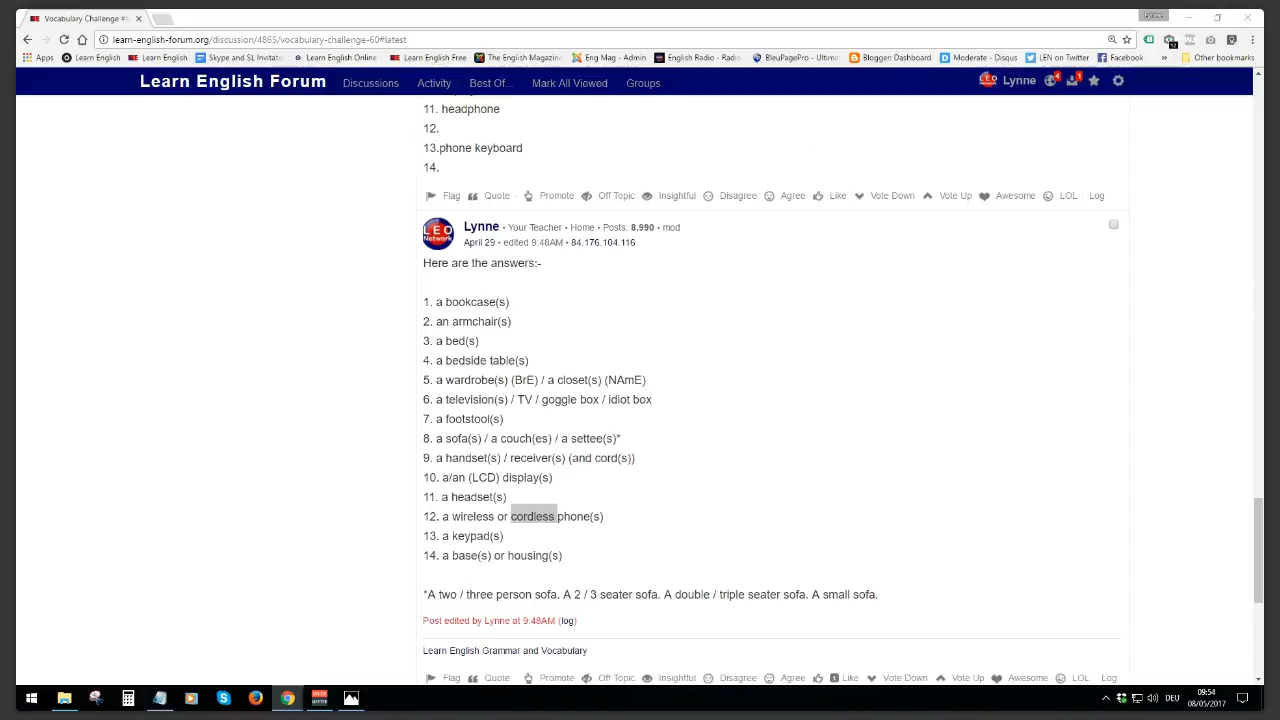 Vocabulary Challenge #6
Lynne
learn-english-forum.org/discussion/4865/vocabulary-challenge-60#latest
Apps Learn English Skype and SL Invitati Learn English Online Learn English Free The English Magazine Eng Mag - Admin English Radio - Radio BleuPagePro - Ultima Blogger: Dashboard Moderate - Disqus LEN on Twitter Facebook » Other bookmarks
Learn English Forum Discussions Activity Best Of... Mark All Viewed Groups LEO Lynne 4 1
11. headphone
12.
13.phone keyboard
14.
Flag Quote · Promote Off Topic Insightful Disagree Agree Like Vote Down Vote Up Awesome LOL · Log
LEO Network
Lynne • Your Teacher • Home • Posts: 8,990 • mod
April 29 • edited 9:48AM • 84.176.104.116
Here are the answers:-
1. a bookcase(s)
2. an armchair(s)
3. a bed(s)
4. a bedside table(s)
5. a wardrobe(s) (BrE) / a closet(s) (NAmE)
6. a television(s) / TV / goggle box / idiot box
7. a footstool(s)
8. a sofa(s) / a couch(es) / a settee(s)*
9. a handset(s) / receiver(s) (and cord(s))
10. a/an (LCD) display(s)
11. a headset(s)
12. a wireless or cordless phone(s)
13. a keypad(s)
14. a base(s) or housing(s)
*A two / three person sofa. A 2 / 3 seater sofa. A double / triple seater sofa. A small sofa.
Post edited by Lynne at 9:48AM (log)
Learn English Grammar and Vocabulary
Flag Quote · Promote Off Topic Insightful Disagree Agree 1 Like Vote Down Vote Up Awesome LOL · Log
DEU 09:54
08/05/2017